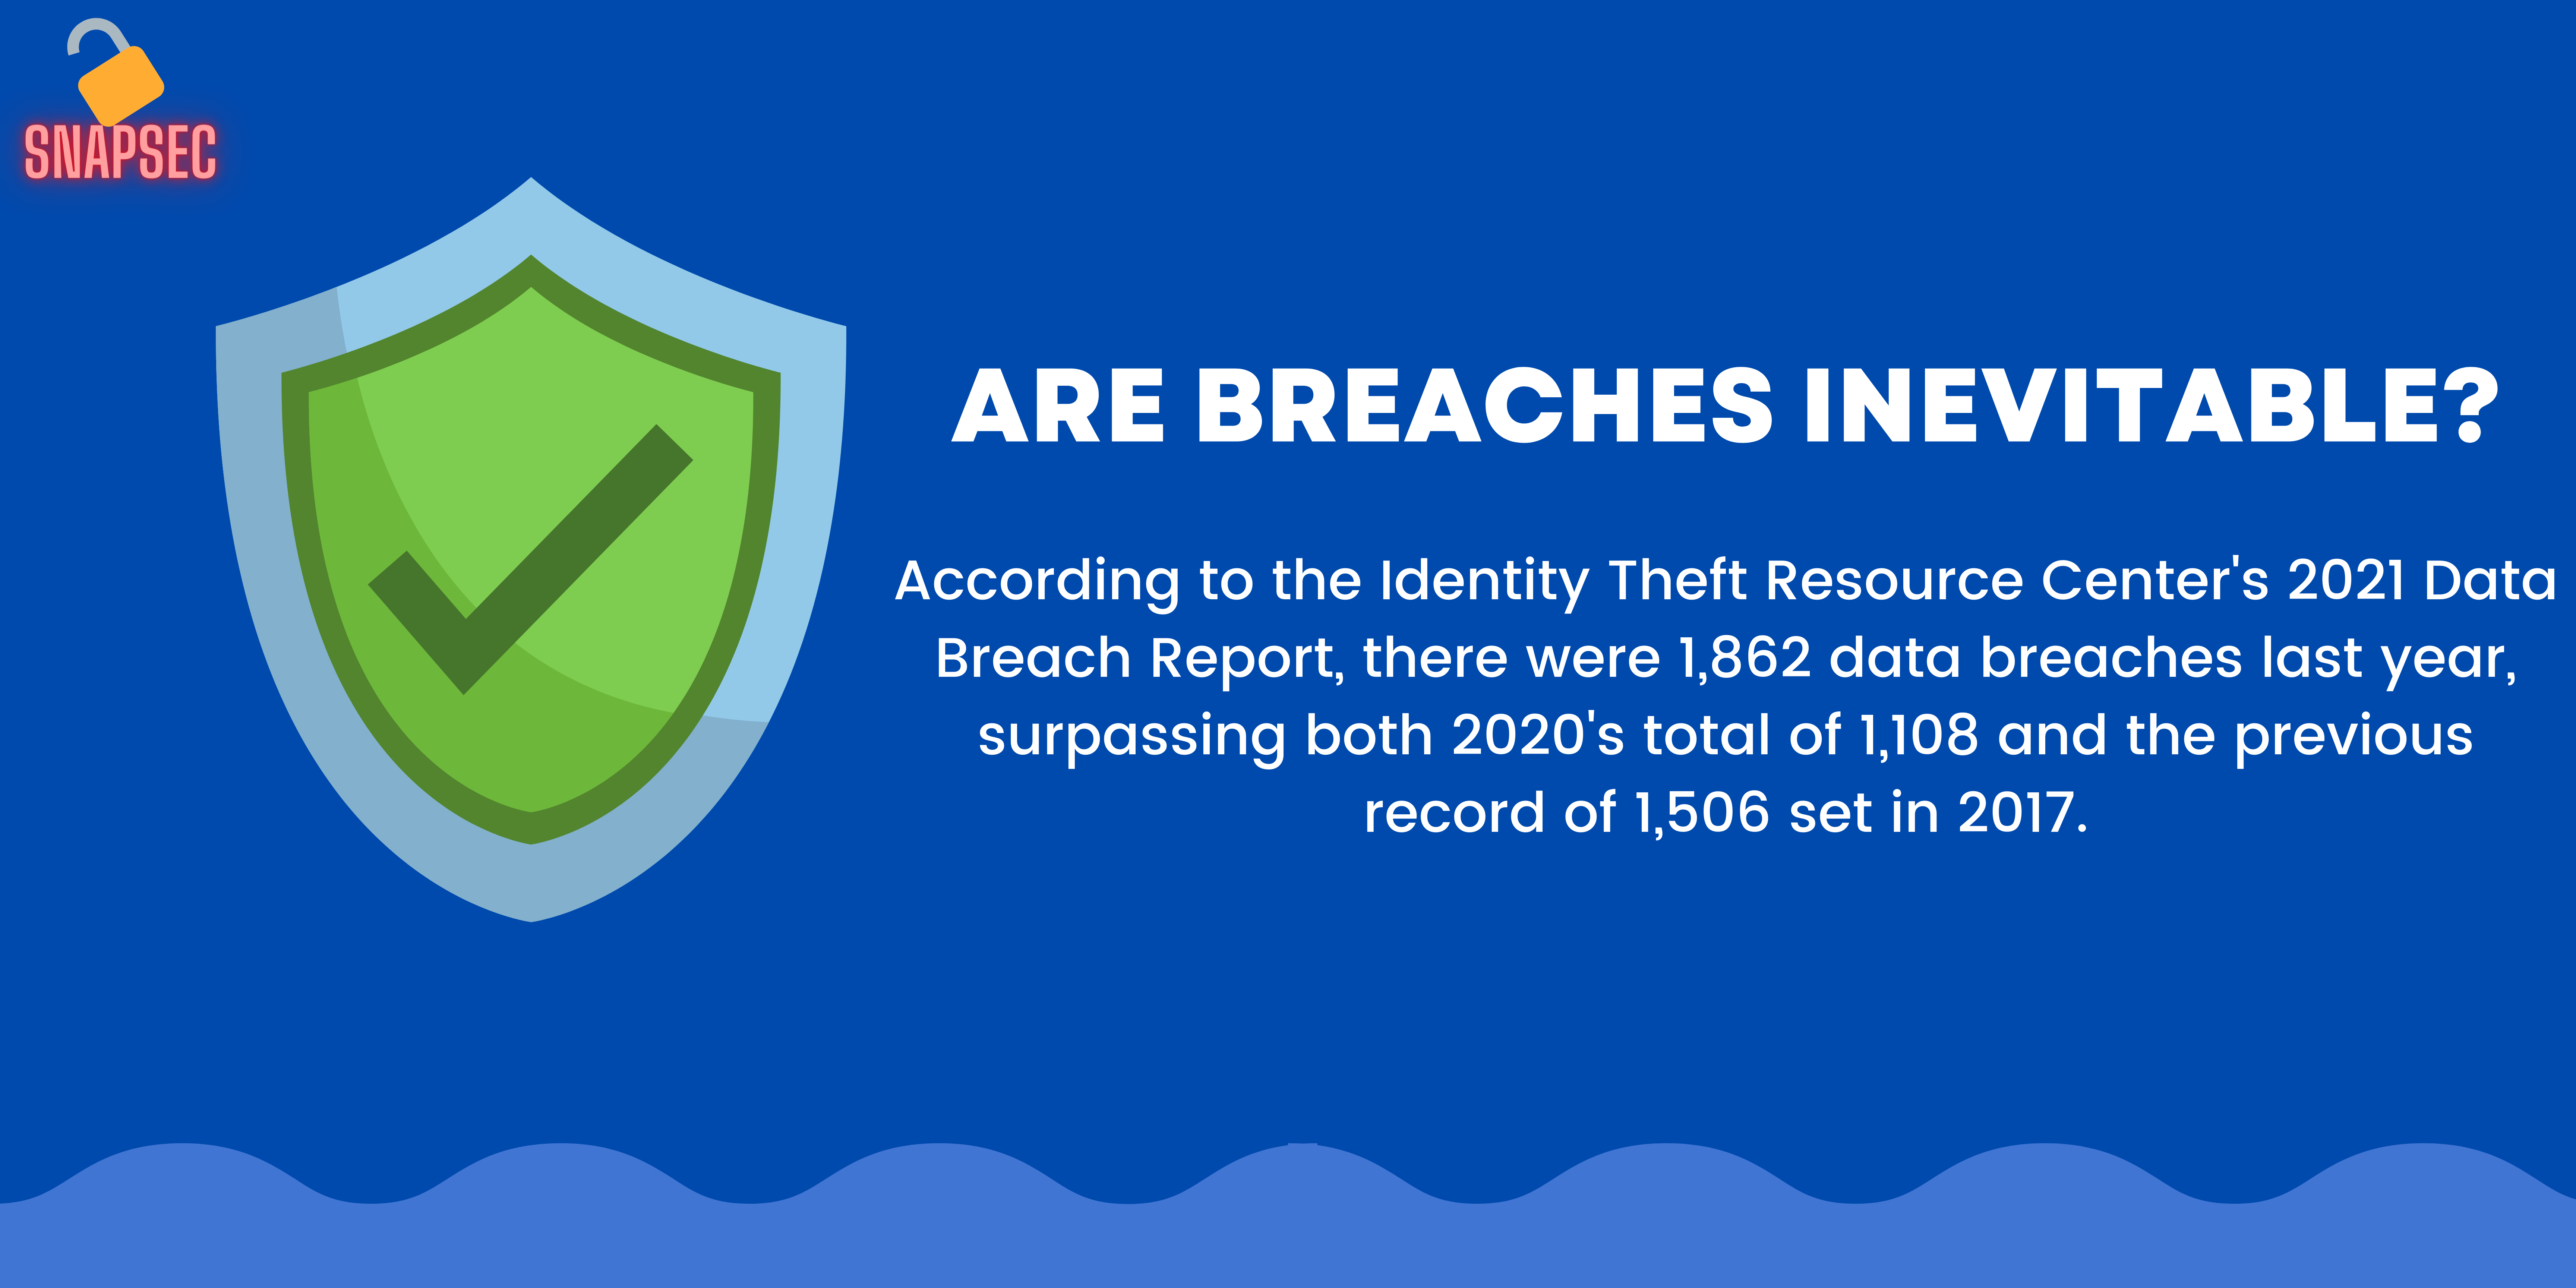 SNAPSEC
ARE BREACHES INEVITABLE?
According to the Identity Theft Resource Center's 2021 Data
Breach Report, there were 1,862 data breaches last year,
surpassing both 2020's total of 1,108 and the previous
record of 1,506 set in 2017.